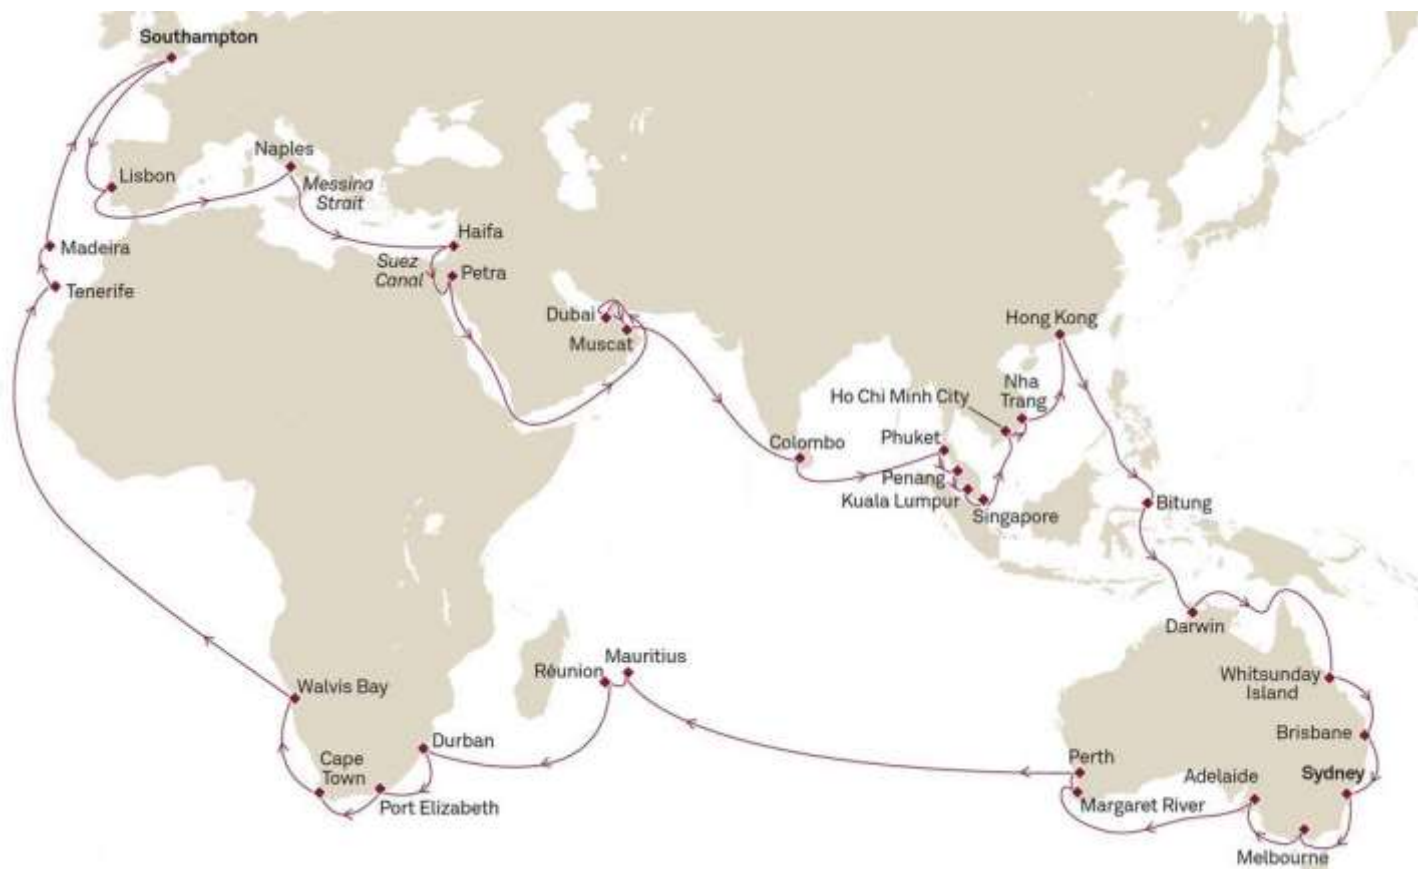 Southampton
Naples
Messina
Strait
Lisbon
Haifa
Madeira
Suez
Canal
Petra
Tenerife
Dubai
Muscat
Hong Kong
Nha
Trang
Ho Chi Minh City
Phuket
Colombo
Penang
Kuala Lumpur
Singapore
Bitung
Darwin
Mauritius
Réunion
Whitsunday
Island
Walvis Bay
Durban
Brisbane
Cape
Town
Perth
Sydney
Adelaide
Port Elizabeth
Margaret River
Melbourne